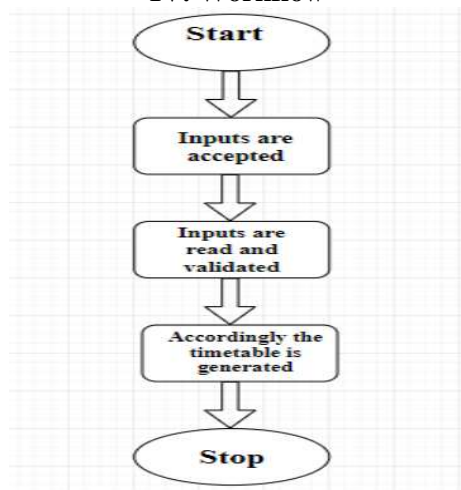 Start
Inputs are
accepted
Inputs are
read and
validated
Accordingly the
timetable is
generated
Stop